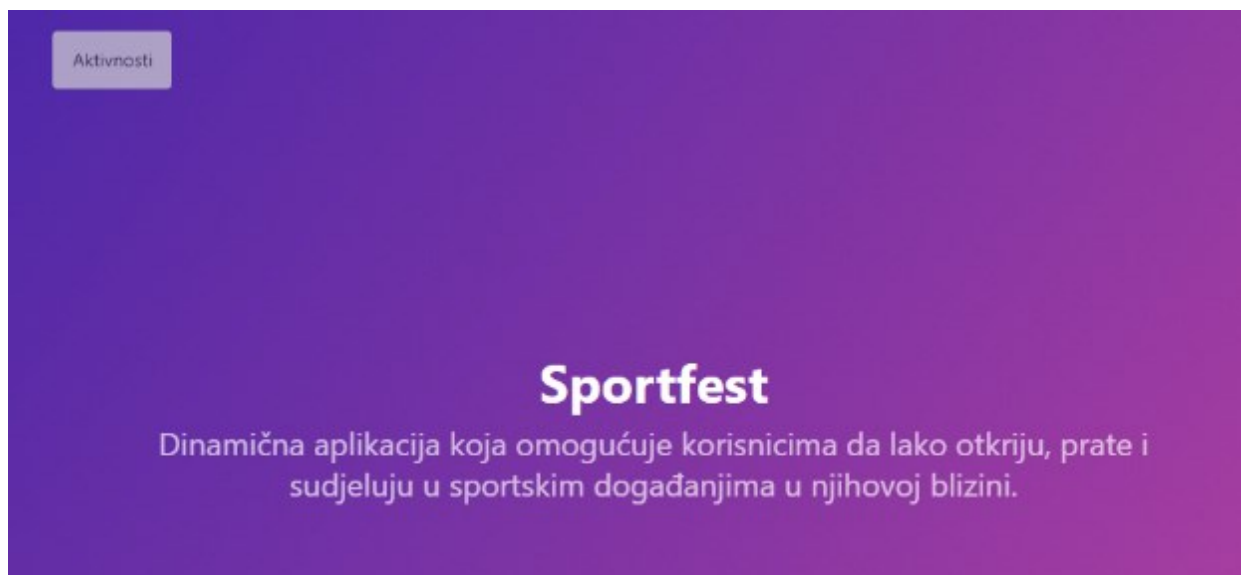 Aktivnosti
Sportfest
Dinamična aplikacija koja omogućuje korisnicima da lako otkriju, prate i
sudjeluju u sportskim događanjima u njihovoj blizini.